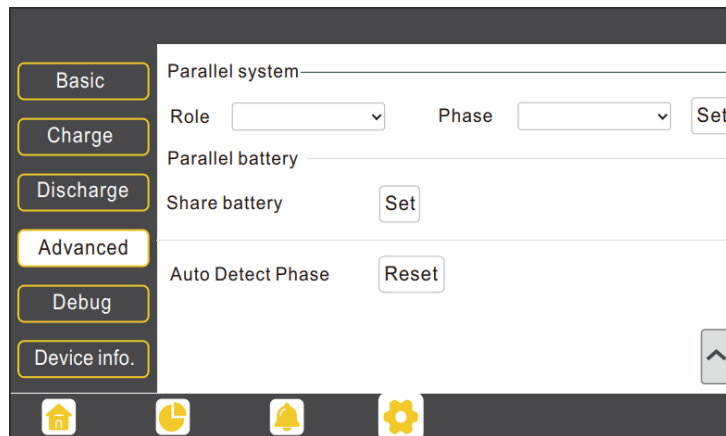 Basic
Charge
Discharge
Advanced
Debug
Device info.
Parallel system
Role Phase Set
Parallel battery
Share battery Set
Auto Detect Phase Reset